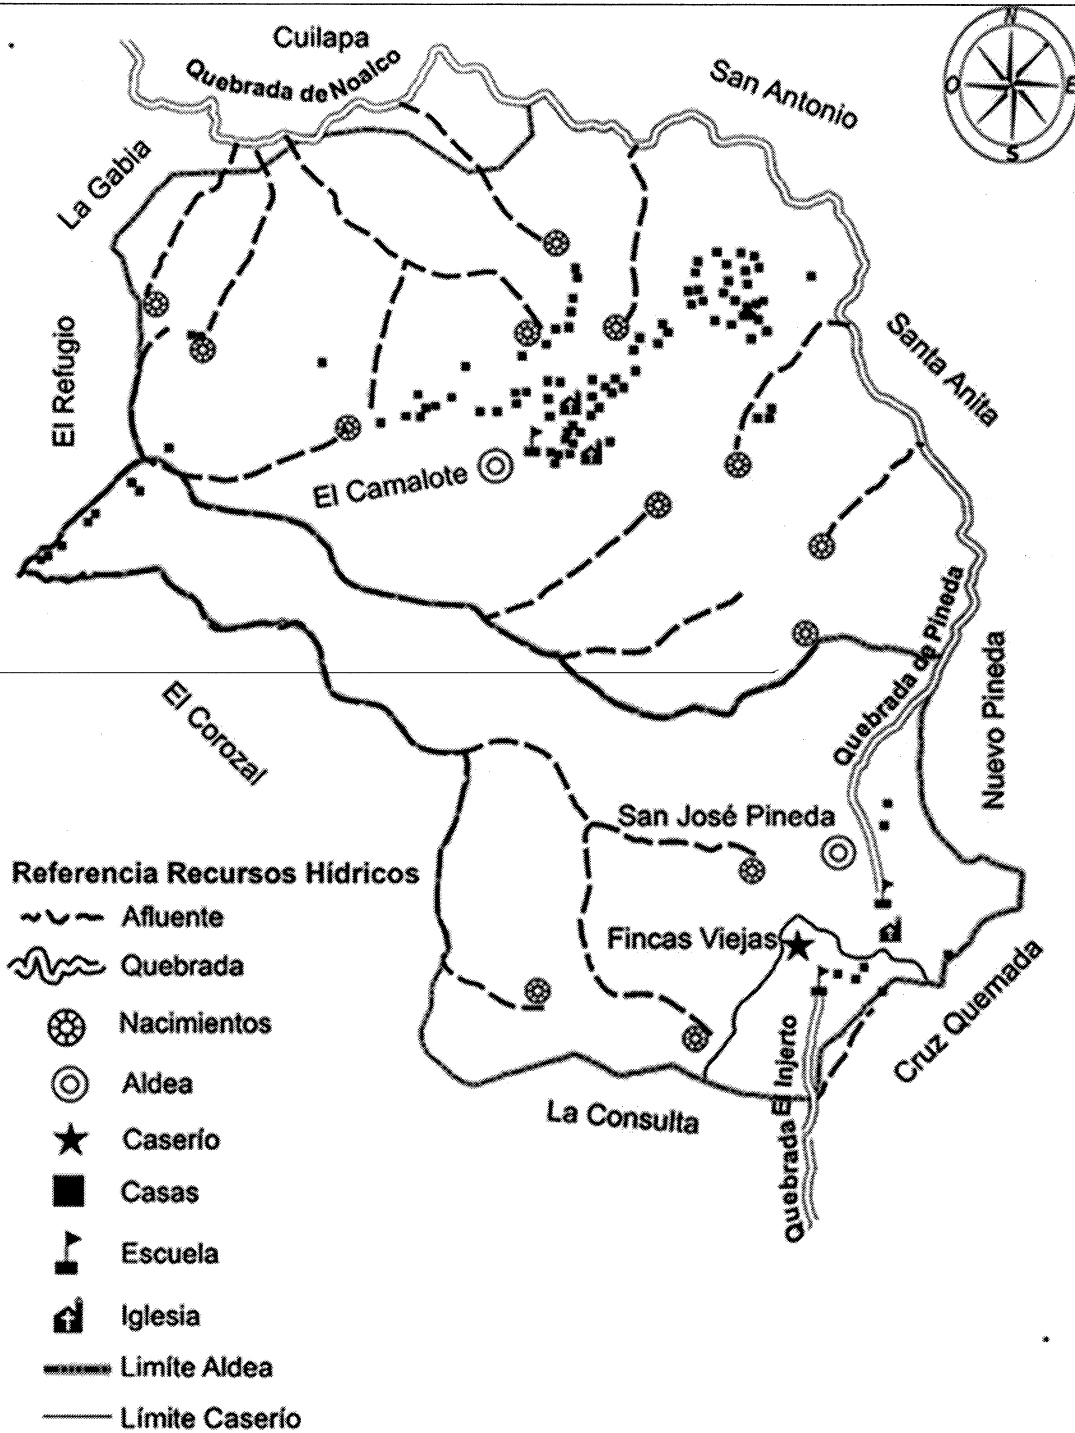 Cuilapa
Quebrada de Noalco
San Antonio
N
O
E
S
La Gabia
El Refugio
Santa Anita
El Camalote
Quebrada de Pineda
Nuevo Pineda
El Corozal
San José Pineda
Fincas Viejas
Cruz Quemada
Quebrada El Injerto
La Consulta
Referencia Recursos Hídricos
Afluente
Quebrada
Nacimientos
Aldea
Caserío
Casas
Escuela
Iglesia
Limíte Aldea
Límite Caserío